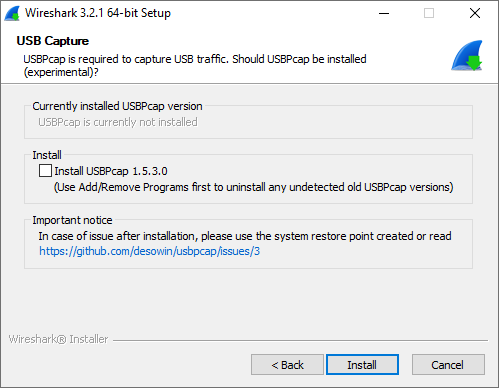 Wireshark 3.2.1 64-bit Setup
USB Capture
USBPcap is required to capture USB traffic. Should USBPcap be installed
(experimental)?
Currently installed USBPcap version
USBPcap is currently not installed
Install
Install USBPcap 1.5.3.0
(Use Add/Remove Programs first to uninstall any undetected old USBPcap versions)
Important notice
In case of issue after installation, please use the system restore point created or read
https://github.com/desowin/usbpcap/issues/3
Wireshark® Installer
< Back
Install
Cancel